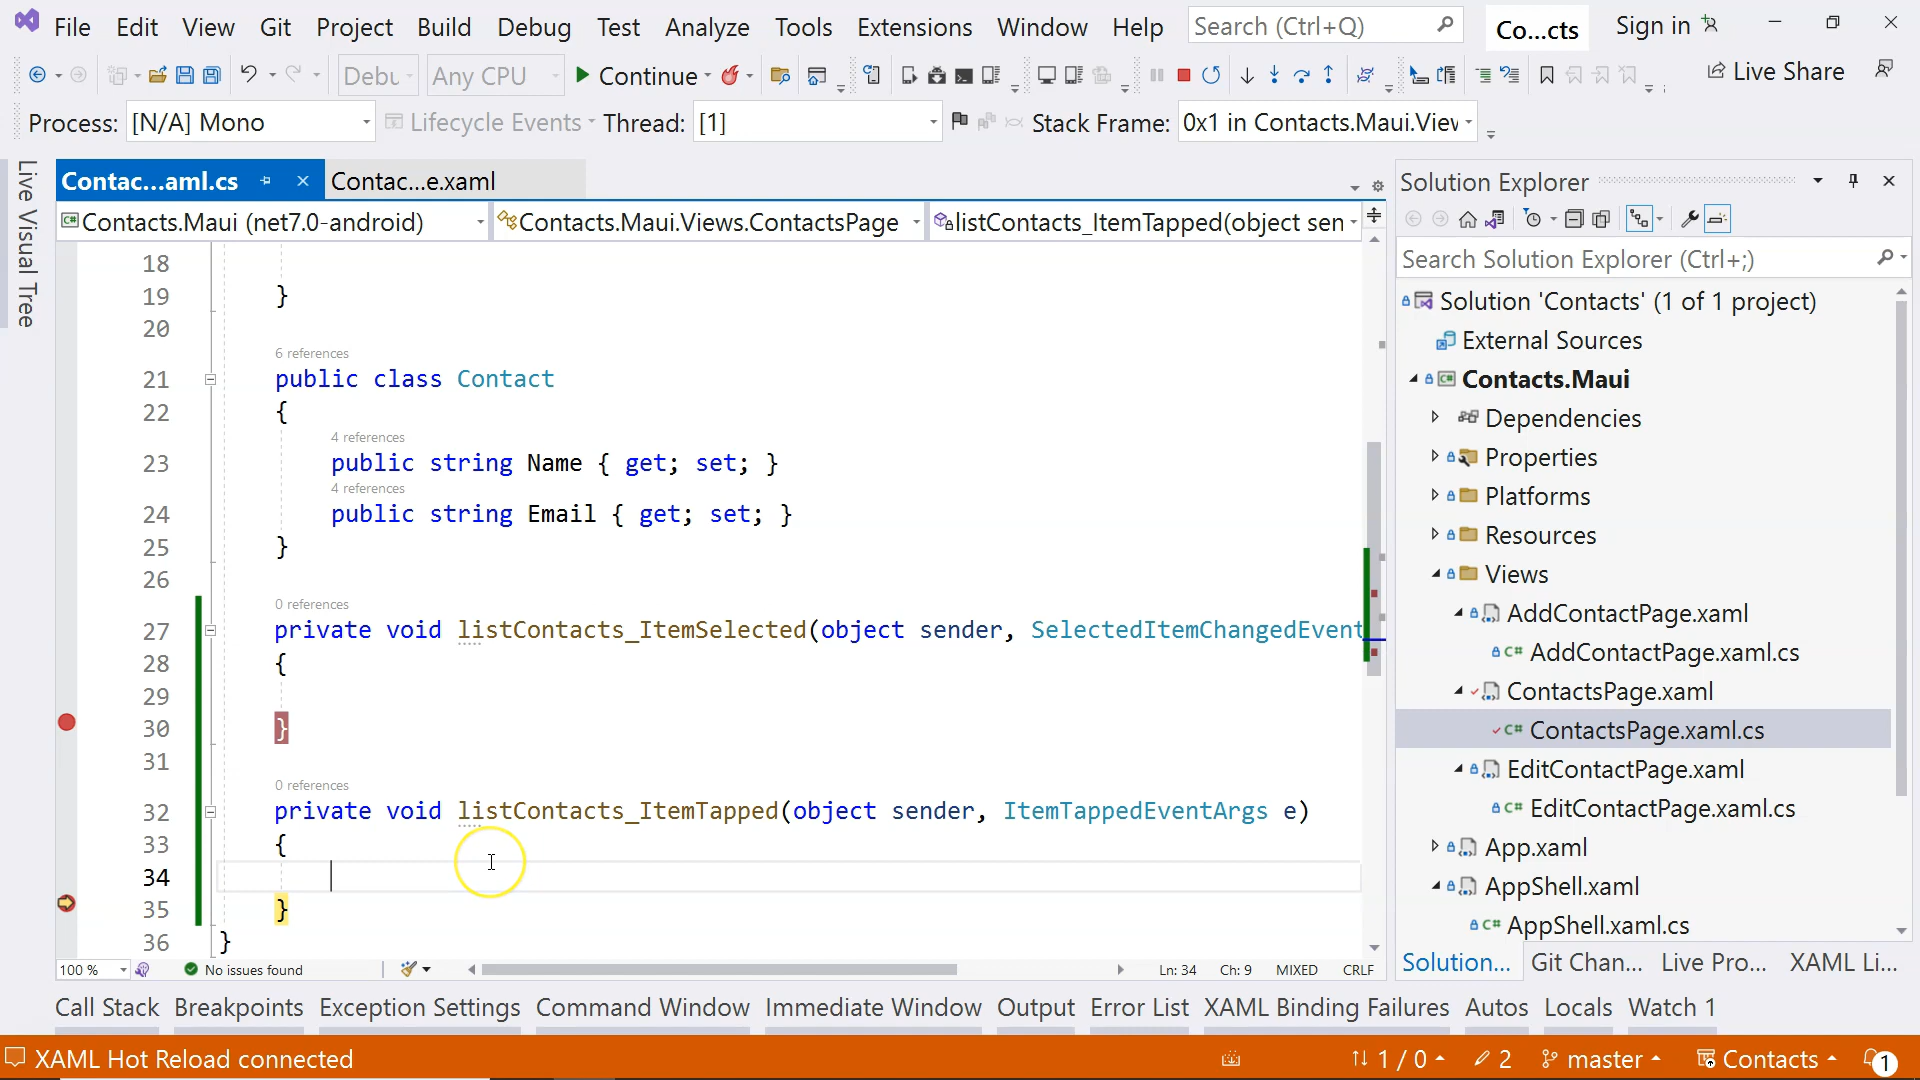 File Edit View Git Project Build Debug Test Analyze Tools Extensions Window Help Search (Ctrl+Q) Co...cts Sign in
Debu Any CPU Continue Live Share
Process: [N/A] Mono Lifecycle Events Thread: [1] Stack Frame: 0x1 in Contacts.Maui.View
Live Visual Tree
Contac...aml.cs Contac...e.xaml
Contacts.Maui (net7.0-android) Contacts.Maui.Views.ContactsPage listContacts_ItemTapped(object sen
18
19 }
20
6 references
21 public class Contact
22 {
4 references
23 public string Name { get; set; }
4 references
24 public string Email { get; set; }
25 }
26
0 references
27 private void listContacts_ItemSelected(object sender, SelectedItemChangedEvent
28 {
29
30 }
31
0 references
32 private void listContacts_ItemTapped(object sender, ItemTappedEventArgs e)
33 {
34
35 }
36 }
100 % No issues found Ln: 34 Ch: 9 MIXED CRLF
Solution Explorer
Search Solution Explorer (Ctrl+;)
Solution 'Contacts' (1 of 1 project)
External Sources
C# Contacts.Maui
Dependencies
Properties
Platforms
Resources
Views
AddContactPage.xaml
C# AddContactPage.xaml.cs
ContactsPage.xaml
C# ContactsPage.xaml.cs
EditContactPage.xaml
C# EditContactPage.xaml.cs
App.xaml
AppShell.xaml
C# AppShell.xaml.cs
Solution... Git Chan... Live Pro... XAML Li...
Call Stack Breakpoints Exception Settings Command Window Immediate Window Output Error List XAML Binding Failures Autos Locals Watch 1
XAML Hot Reload connected 1 / 0 2 master Contacts 1